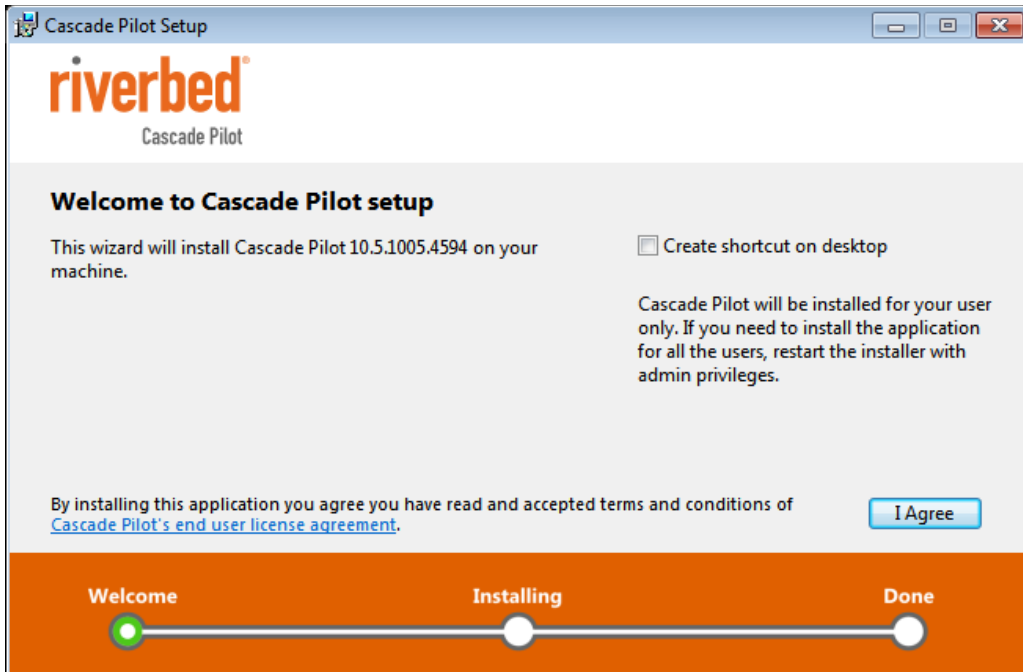 Cascade Pilot Setup
riverbed®
Cascade Pilot
Welcome to Cascade Pilot setup
This wizard will install Cascade Pilot 10.5.1005.4594 on your
machine.
Create shortcut on desktop
Cascade Pilot will be installed for your user
only. If you need to install the application
for all the users, restart the installer with
admin privileges.
By installing this application you agree you have read and accepted terms and conditions of
Cascade Pilot's end user license agreement.
I Agree
Welcome
Installing
Done